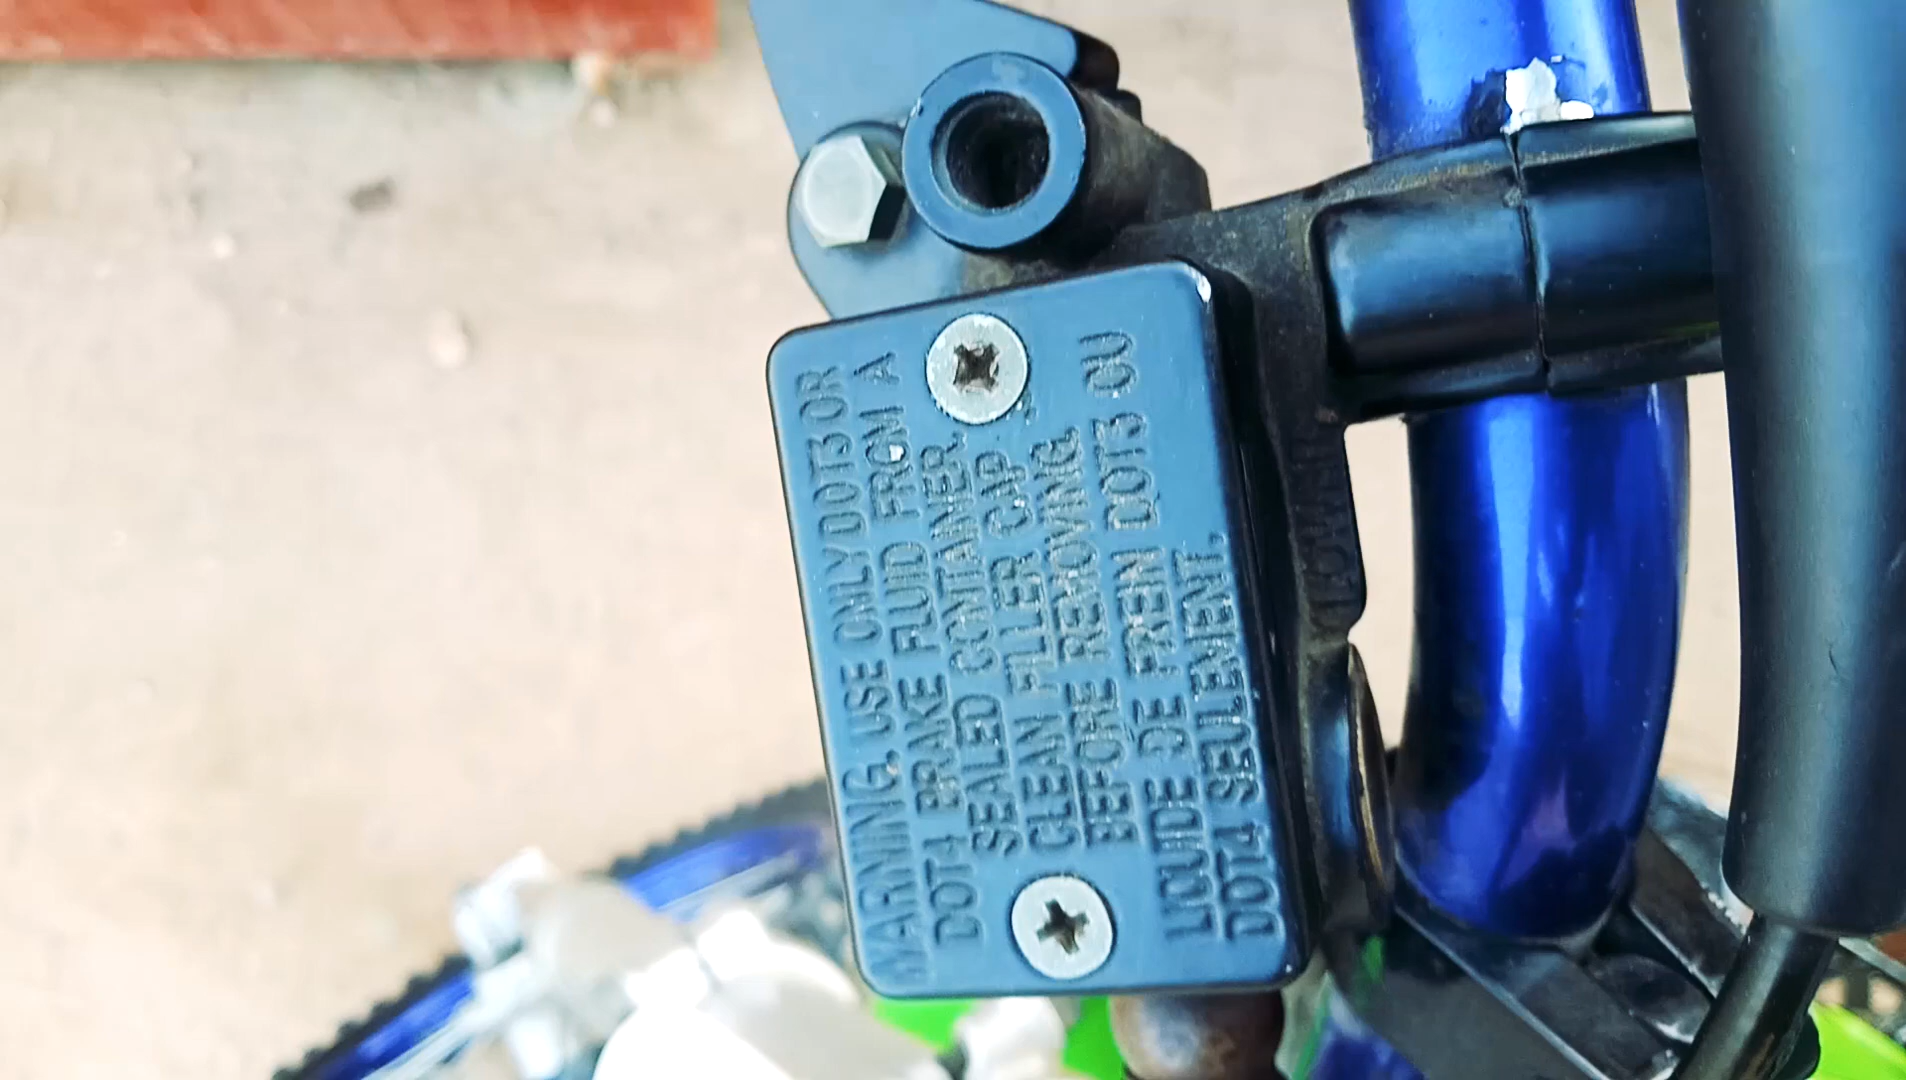 WARNING. USE ONLY DOT3 OR
DOT4 BRAKE FLUID FROM A
SEALED CONTAINER.
CLEAN FILLER CAP
BEFORE REMOVING.
LIQUIDE DE FREIN DOT3 OU
DOT4 SEULEMENT.